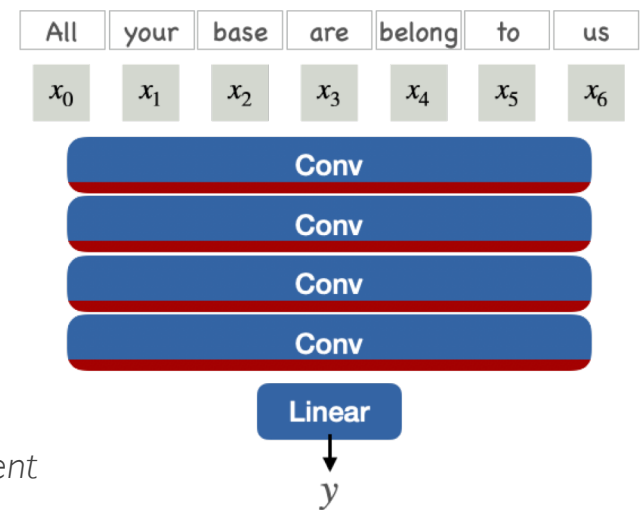 All your base are belong to us
x₀ x₁ x₂ x₃ x₄ x₅ x₆
Conv
Conv
Conv
Conv
Linear
ent
y